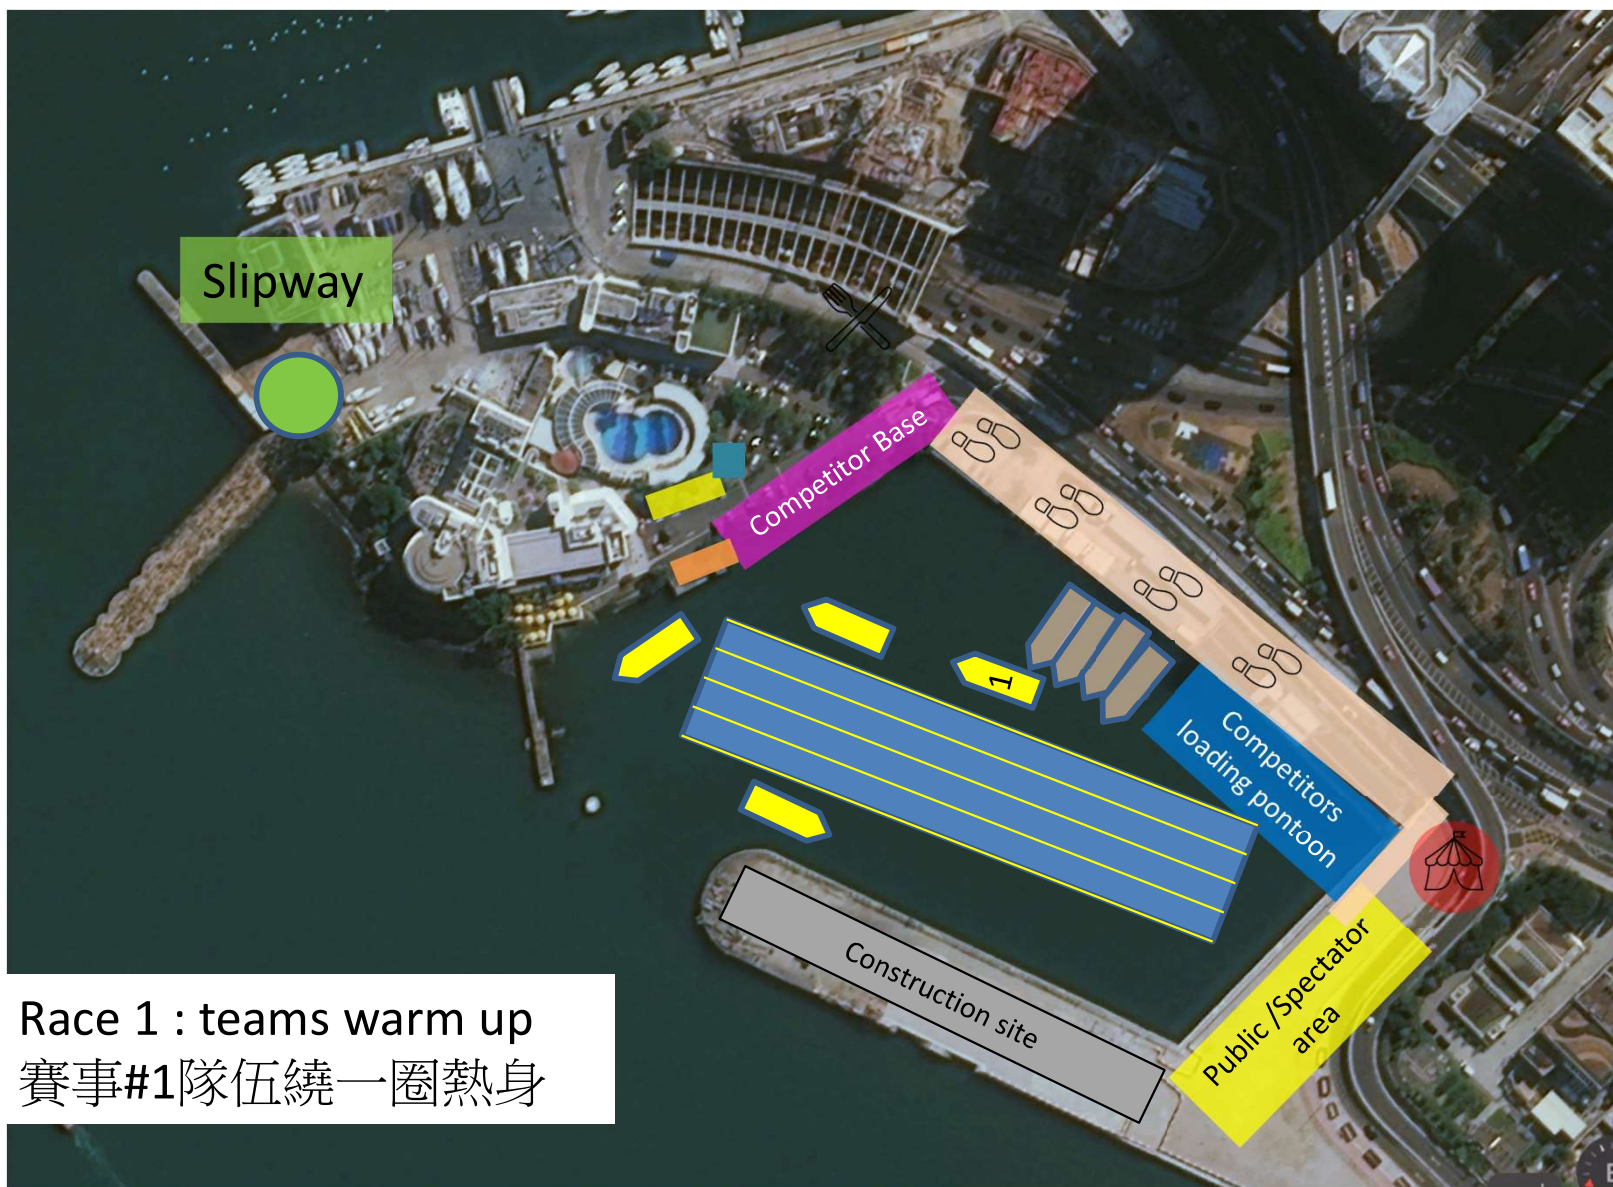 Slipway
Competitor Base
1
Competitors
loading pontoon
Construction site
Public /Spectator
area
Race 1 : teams warm up
賽事#1隊伍繞一圈熱身